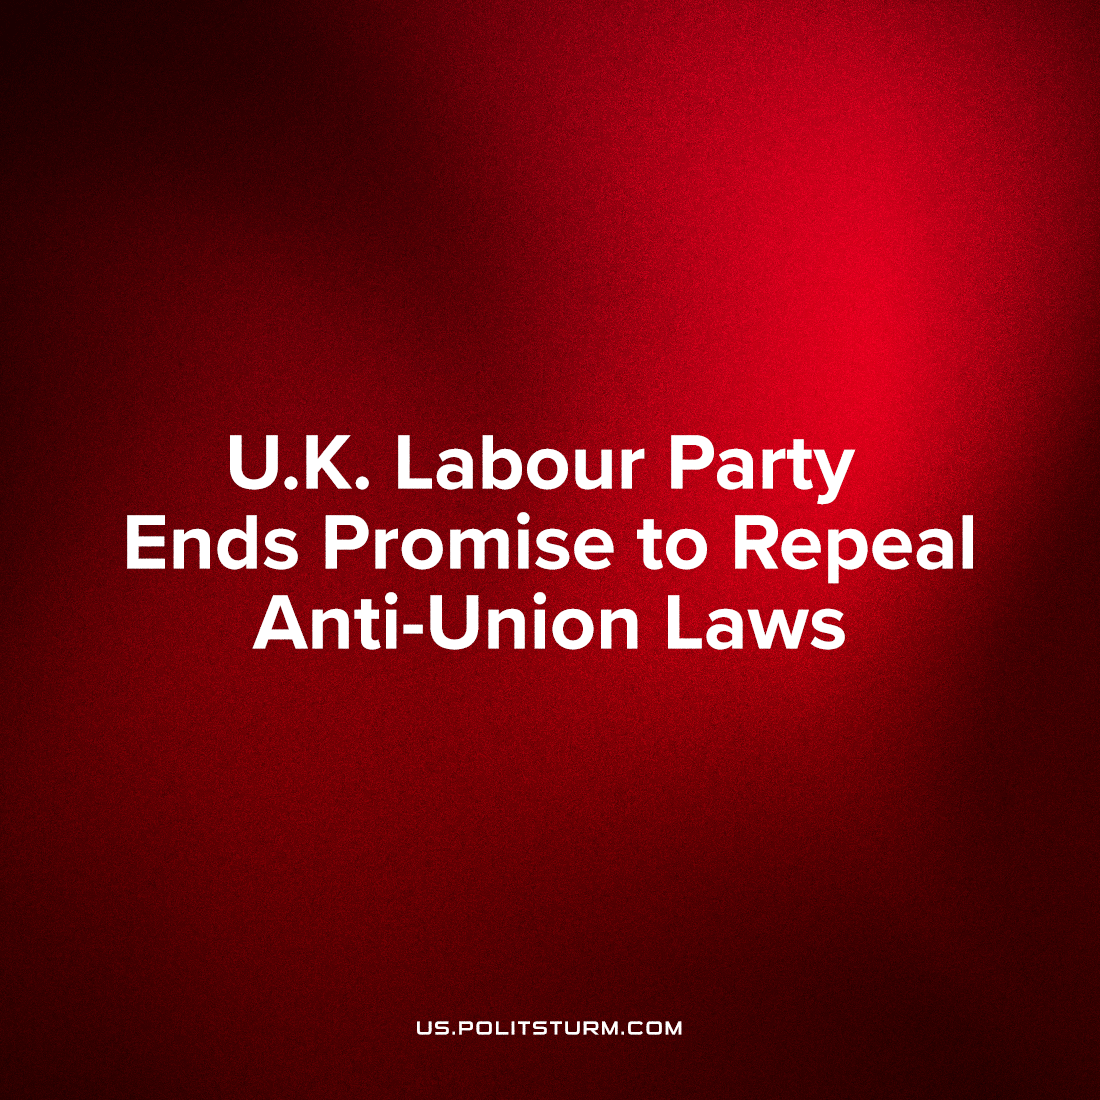 U.K. Labour Party
Ends Promise to Repeal
Anti-Union Laws
US.POLITSTURM.COM